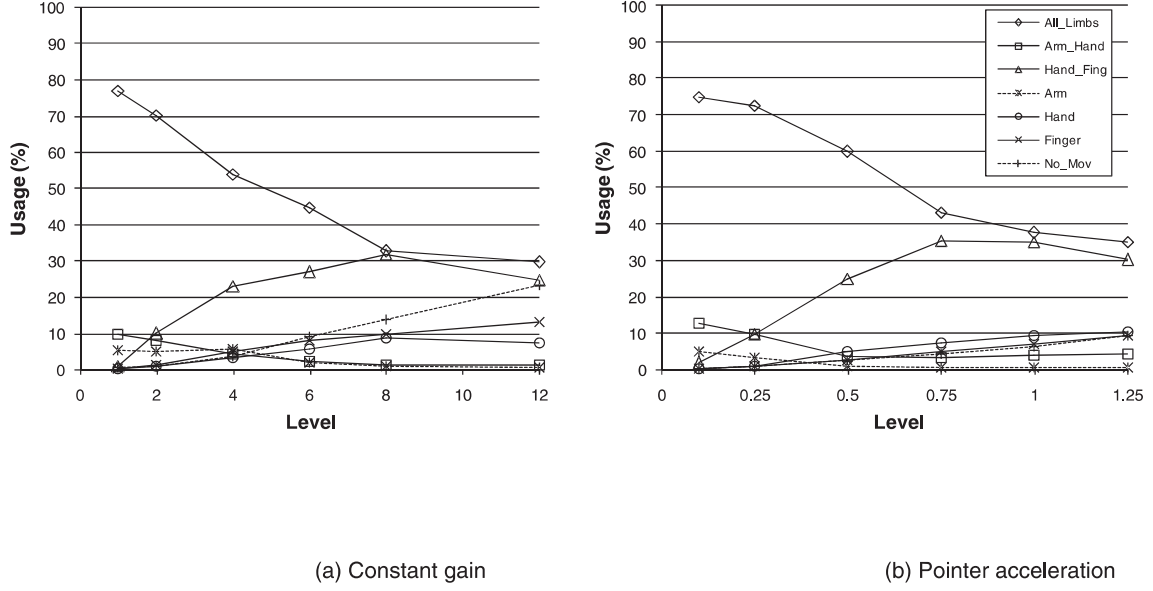 100
90
80
70
60
50
40
30
20
10
0
Usage (%)
0 2 4 6 8 10 12
Level
(a) Constant gain
100
90
80
70
60
50
40
30
20
10
0
Usage (%)
0 0.25 0.5 0.75 1 1.25
Level
All_Limbs
Arm_Hand
Hand_Fing
Arm
Hand
Finger
No_Mov
(b) Pointer acceleration